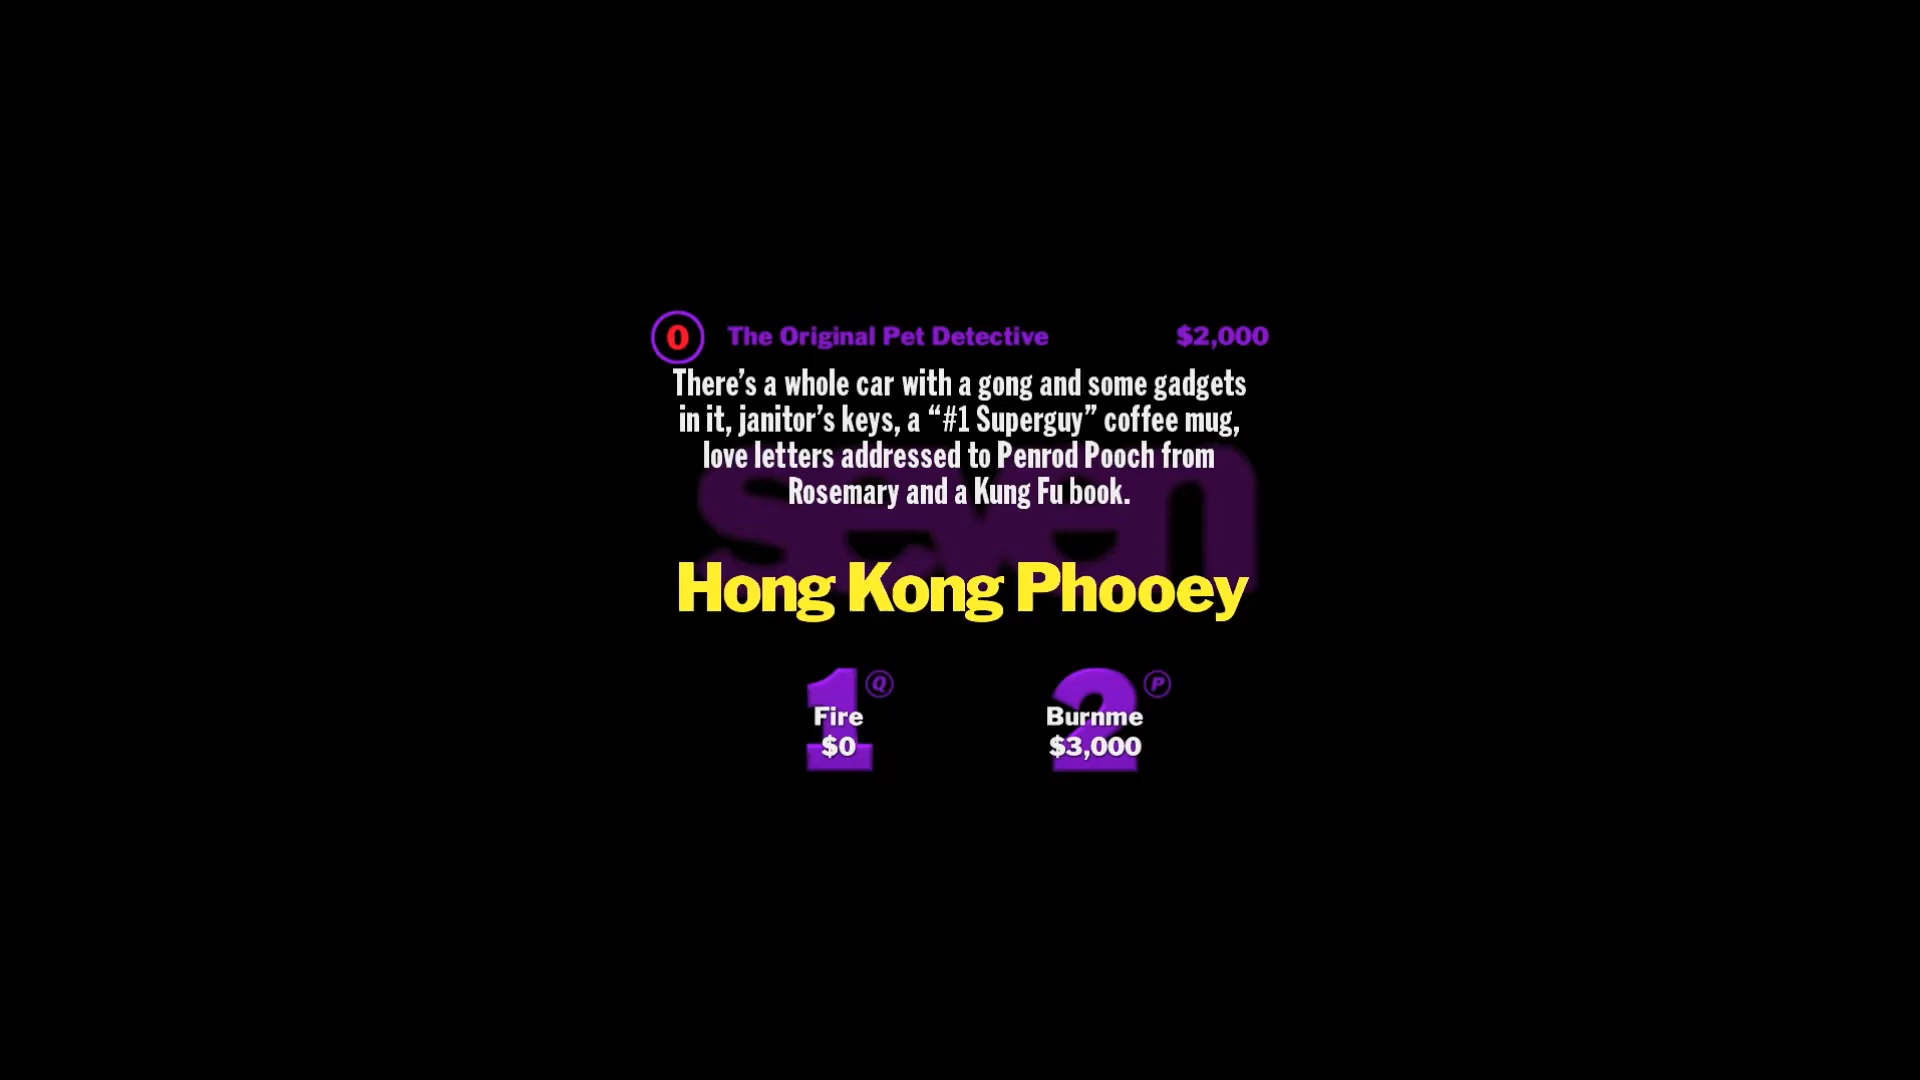 0 The Original Pet Detective $2,000
There's a whole car with a gong and some gadgets
in it, janitor's keys, a “#1 Superguy” coffee mug,
love letters addressed to Penrod Pooch from
Rosemary and a Kung Fu book.
seven
Hong Kong Phooey
1 Q 2 P
Fire Burnme
$0 $3,000